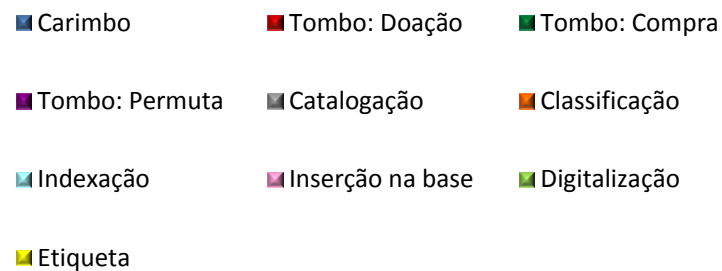 Carimbo Tombo: Doação Tombo: Compra
Tombo: Permuta Catalogação Classificação
Indexação Inserção na base Digitalização
Etiqueta